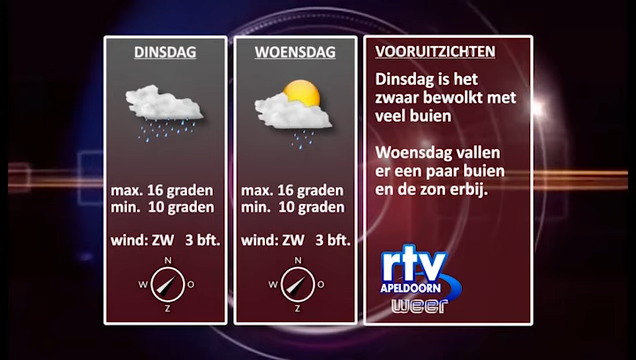 DINSDAG
max. 16 graden
min. 10 graden
wind: ZW 3 bft.
N
W O
Z
WOENSDAG
max. 16 graden
min. 10 graden
wind: ZW 3 bft.
N
W O
Z
VOORUITZICHTEN
Dinsdag is het
zwaar bewolkt met
veel buien
Woensdag vallen
er een paar buien
en de zon erbij.
rtv
APELDOORN
weer